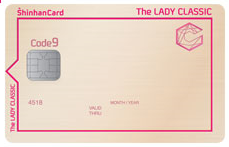 ShinhanCard
The LADY CLASSIC
Code9
The LADY CLASSIC
4518
MONTH / YEAR
VALID
THRU